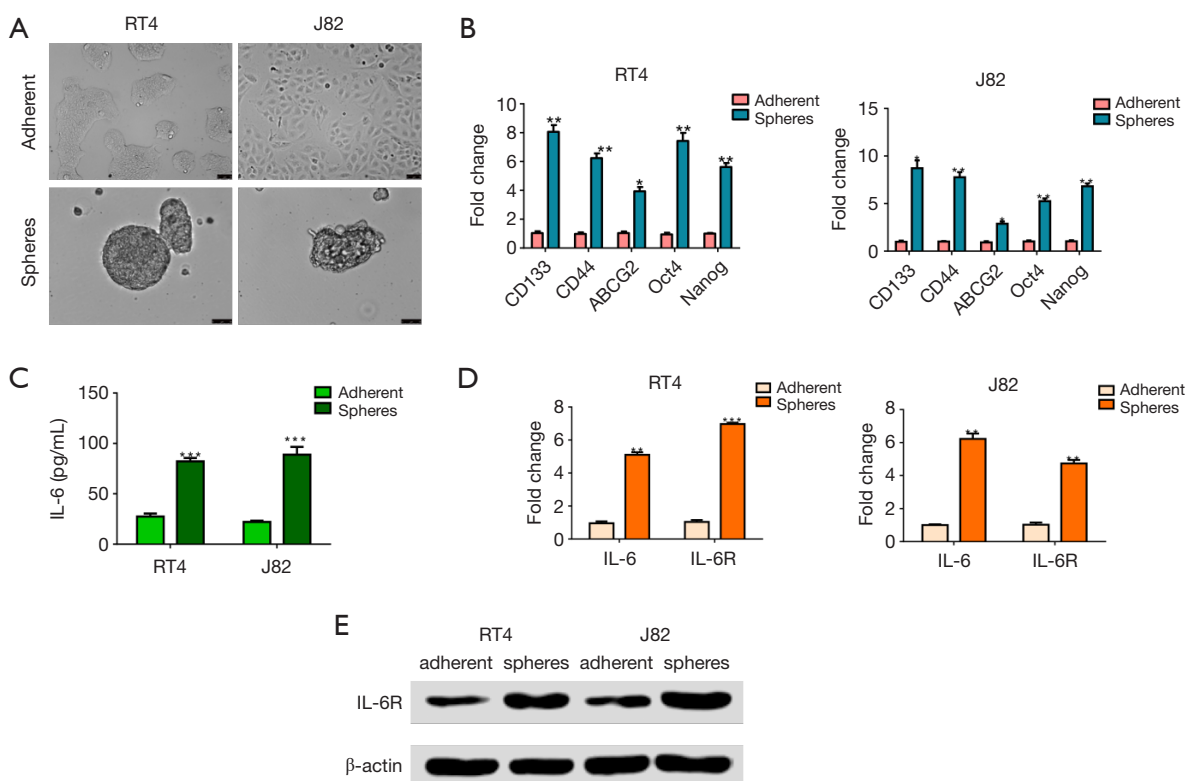 A
RT4
J82
Adherent
Spheres
B
RT4
Adherent
Spheres
Fold change
10
8
6
4
2
0
**
**
*
**
**
CD133
CD44
ABCG2
Oct4
Nanog
J82
Adherent
Spheres
Fold change
15
10
5
0
*
**
*
**
**
CD133
CD44
ABCG2
Oct4
Nanog
C
Adherent
Spheres
IL-6 (pg/mL)
150
100
50
0
***
***
RT4
J82
D
RT4
Adherent
Spheres
Fold change
8
6
4
2
0
**
***
IL-6
IL-6R
J82
Adherent
Spheres
Fold change
8
6
4
2
0
**
**
IL-6
IL-6R
E
RT4 J82
adherent spheres adherent spheres
IL-6R
β-actin